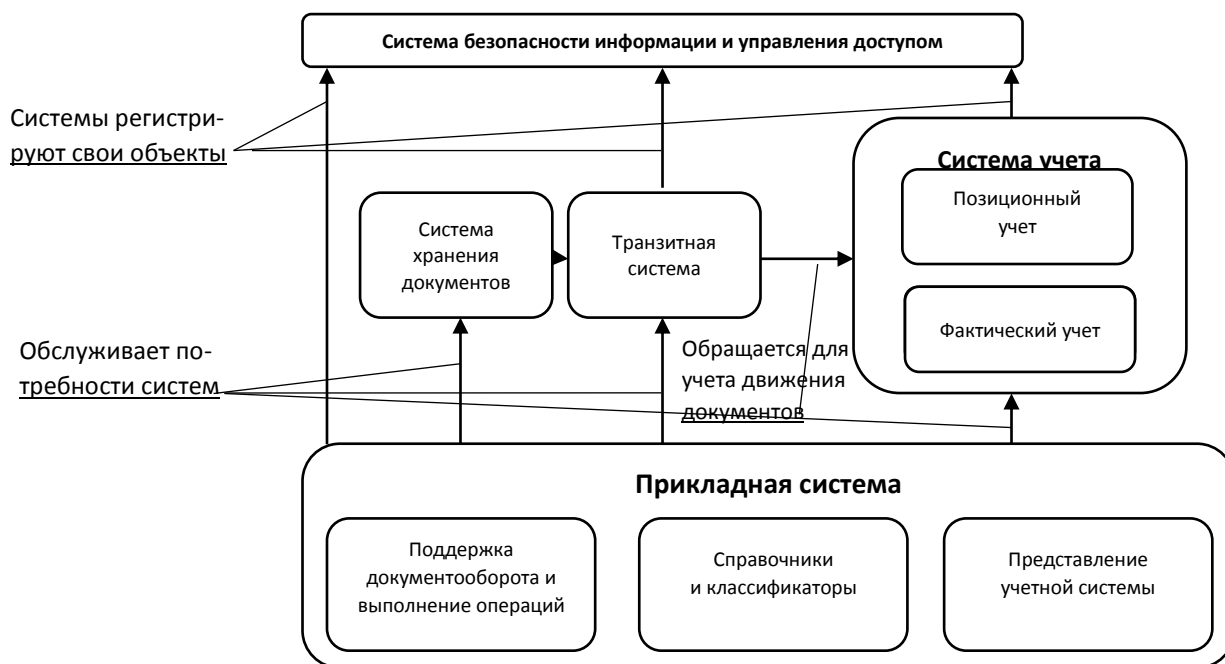 Система безопасности информации и управления доступом
Системы регистри-
руют свои объекты
Система учета
Позиционный
учет
Система
хранения
документов
Транзитная
система
Фактический учет
Обслуживает по-
требности систем
Обращается для
учета движения
документов
Прикладная система
Поддержка
документооборота и
выполнение операций
Справочники
и классификаторы
Представление
учетной системы